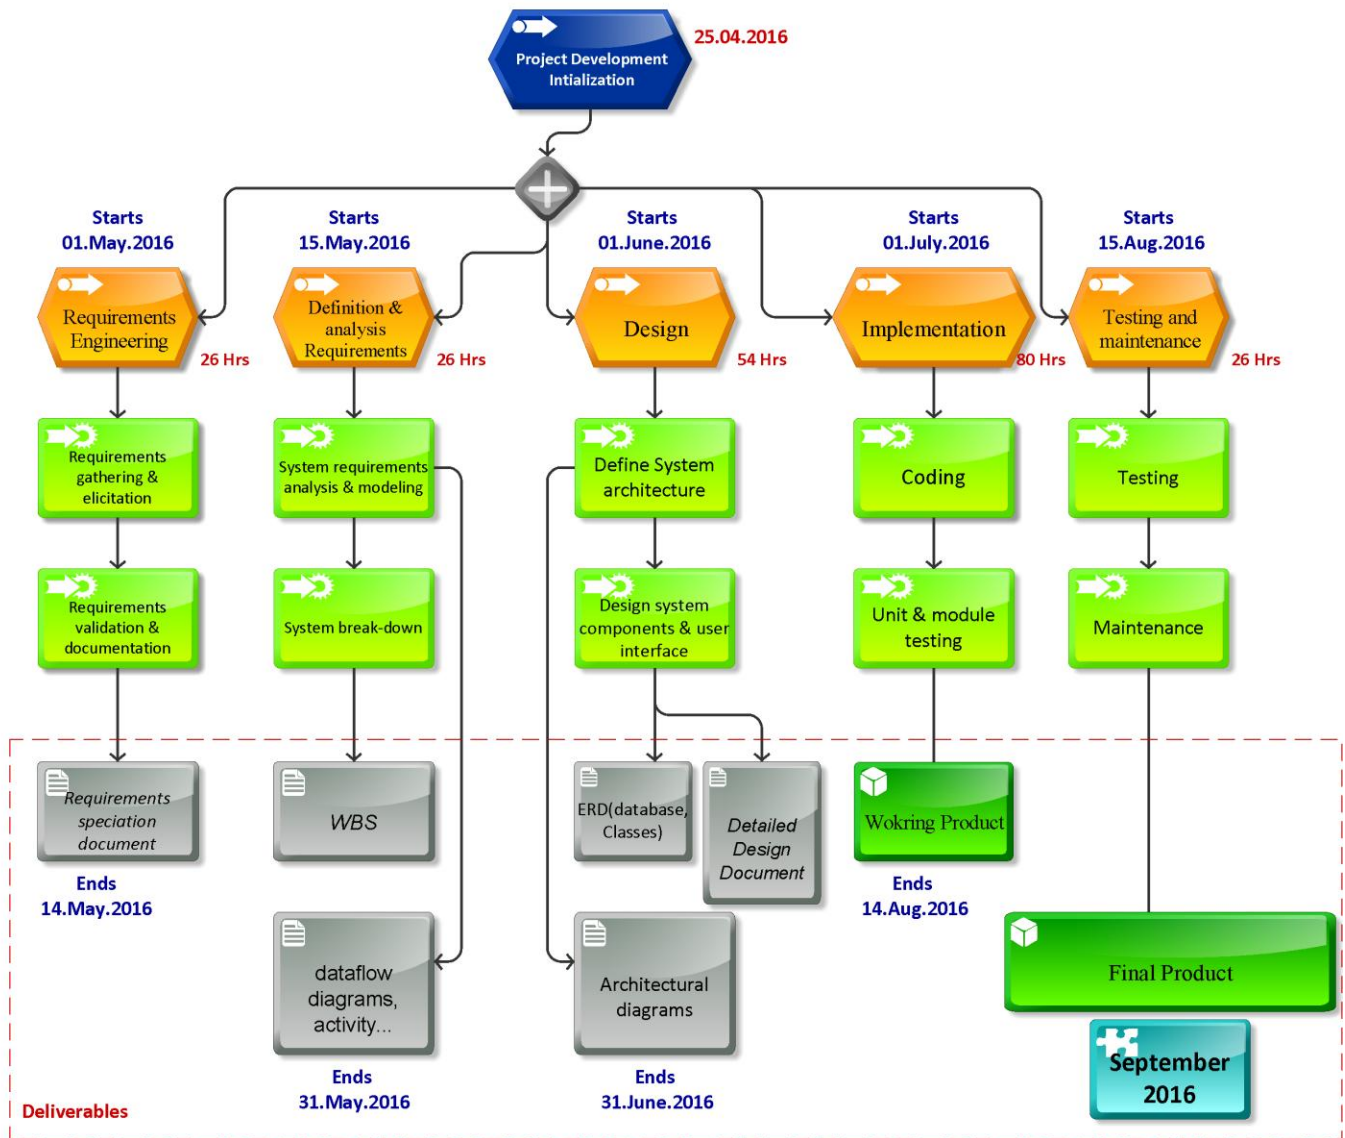 Project Development
Intialization
25.04.2016
Starts
01.May.2016
Starts
15.May.2016
Starts
01.June.2016
Starts
01.July.2016
Starts
15.Aug.2016
Requirements
Engineering
26 Hrs
Definition &
analysis
Requirements
26 Hrs
Design
54 Hrs
Implementation
80 Hrs
Testing and
maintenance
26 Hrs
Requirements
gathering &
elicitation
System requirements
analysis & modeling
Define System
architecture
Coding
Testing
Requirements
validation &
documentation
System break-down
Design system
components & user
interface
Unit & module
testing
Maintenance
Requirements
speciation
document
WBS
ERD(database,
Classes)
Detailed
Design
Document
Wokring Product
Ends
14.May.2016
Ends
14.Aug.2016
dataflow
diagrams,
activity...
Architectural
diagrams
Final Product
September
2016
Ends
31.May.2016
Ends
31.June.2016
Deliverables